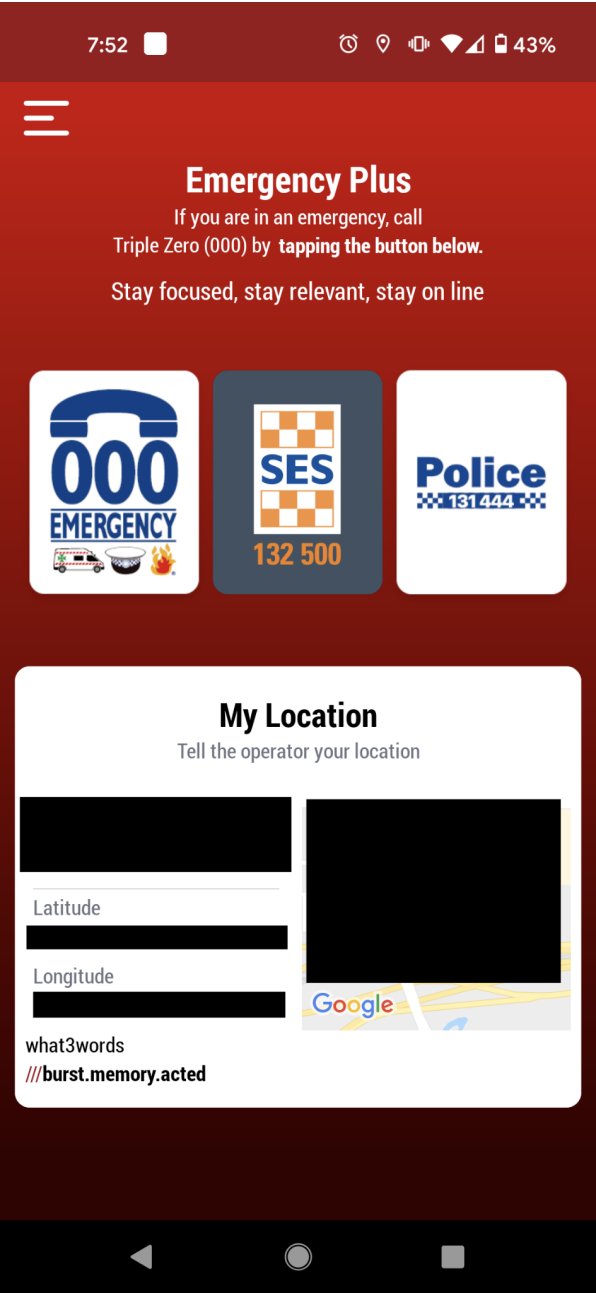 7:52
43%
Emergency Plus
If you are in an emergency, call
Triple Zero (000) by tapping the button below.
Stay focused, stay relevant, stay on line
000
EMERGENCY
SES
132 500
Police
131 444
My Location
Tell the operator your location
Latitude
Longitude
Google
what3words
///burst.memory.acted